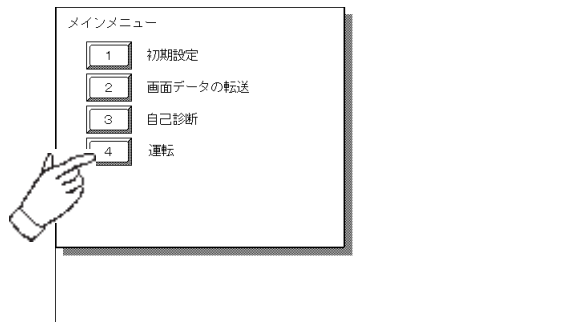 メインメニュー
1 初期設定
2 画面データの転送
3 自己診断
4 運転